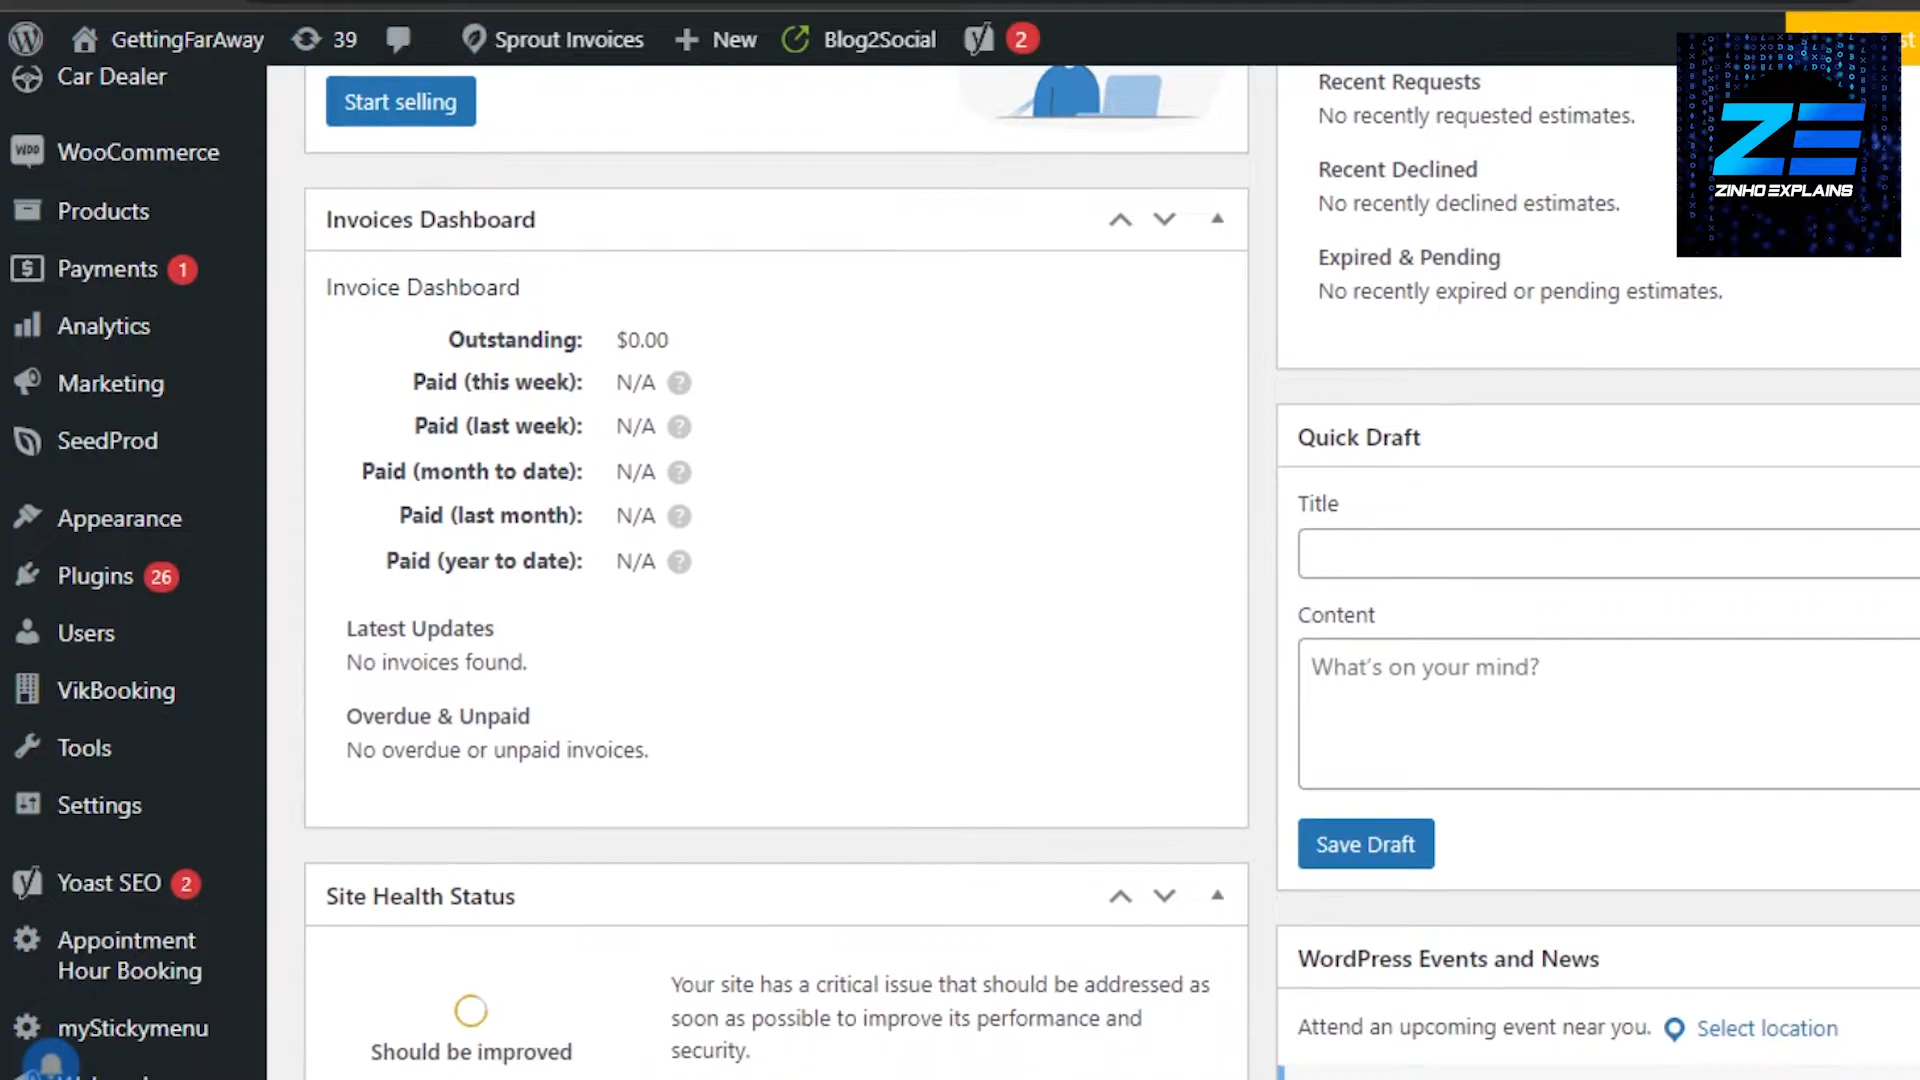 GettingFarAway
39
Sprout Invoices
New
Blog2Social
2
Car Dealer
WooCommerce
Products
Payments 1
Analytics
Marketing
SeedProd
Appearance
Plugins 26
Users
VikBooking
Tools
Settings
Yoast SEO 2
Appointment
Hour Booking
myStickymenu
Start selling
Invoices Dashboard
Invoice Dashboard
Outstanding: $0.00
Paid (this week): N/A ?
Paid (last week): N/A ?
Paid (month to date): N/A ?
Paid (last month): N/A ?
Paid (year to date): N/A ?
Latest Updates
No invoices found.
Overdue & Unpaid
No overdue or unpaid invoices.
Site Health Status
Should be improved
Your site has a critical issue that should be addressed as
soon as possible to improve its performance and
security.
Recent Requests
No recently requested estimates.
Recent Declined
No recently declined estimates.
Expired & Pending
No recently expired or pending estimates.
Quick Draft
Title
Content
What's on your mind?
Save Draft
WordPress Events and News
Attend an upcoming event near you. Select location
ZE
ZINHO EXPLAINS